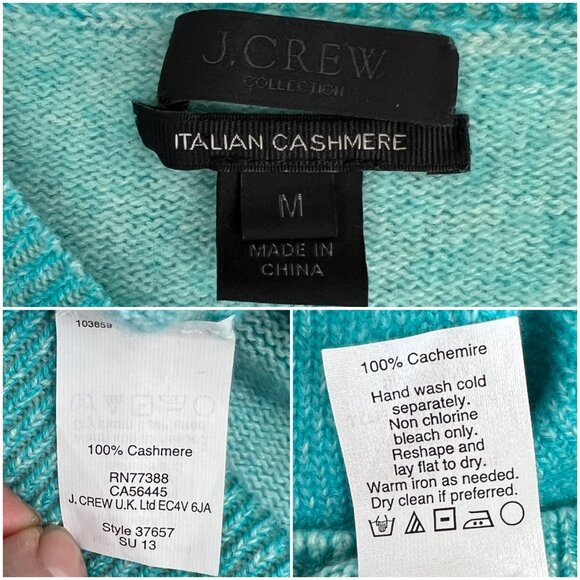 J.CREW
COLLECTION
ITALIAN CASHMERE
M
MADE IN
CHINA
103859
100% Cashmere
RN77388
CA56445
J. CREW U.K. Ltd EC4V 6JA
Style 37657
SU 13
100% Cachemire
Hand wash cold
separately.
Non chlorine
bleach only.
Reshape and
lay flat to dry.
Warm iron as needed.
Dry clean if preferred.